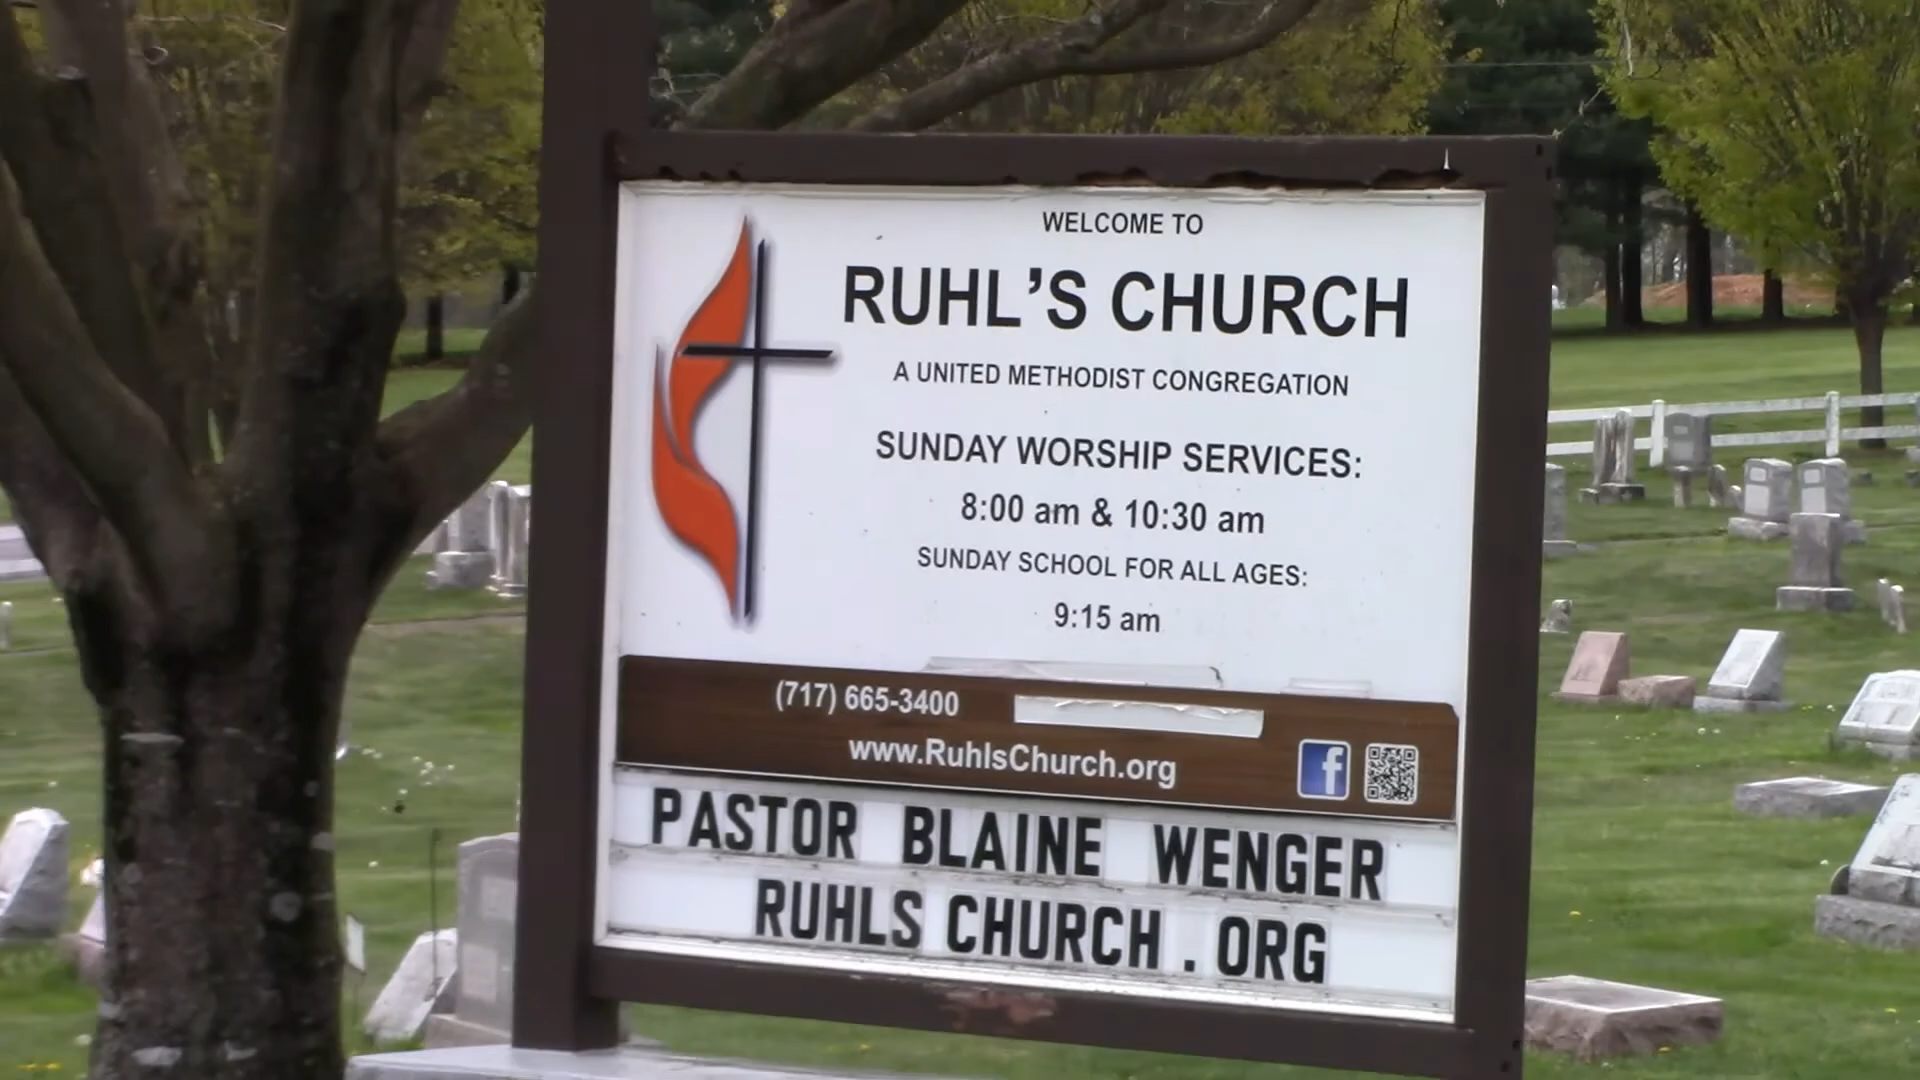 WELCOME TO
RUHL'S CHURCH
A UNITED METHODIST CONGREGATION
SUNDAY WORSHIP SERVICES:
8:00 am & 10:30 am
SUNDAY SCHOOL FOR ALL AGES:
9:15 am
(717) 665-3400
www.RuhlsChurch.org
f
PASTOR BLAINE WENGER
RUHLS CHURCH . ORG